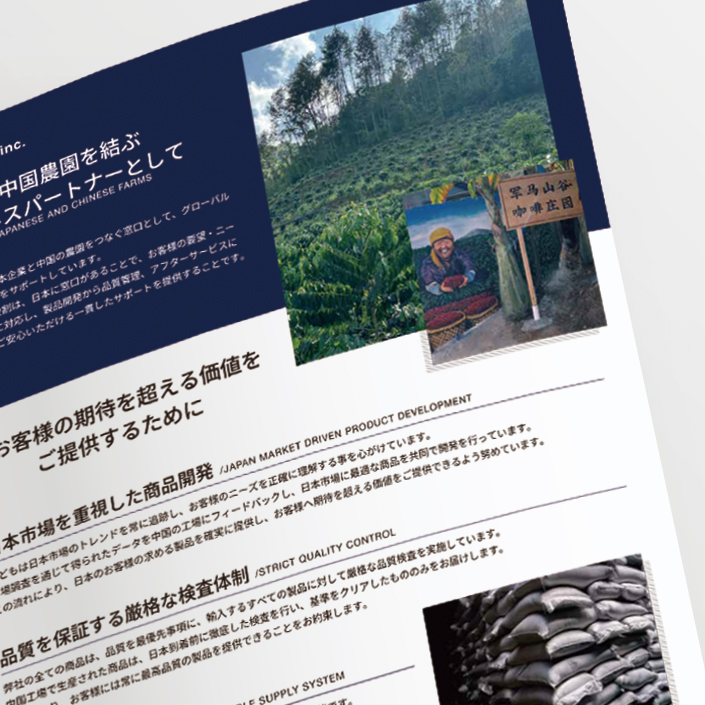 inc.
中国農園を結ぶ
スパートナーとして
APANESE AND CHINESE FARMS
本企業と中国の農園をつなぐ窓口として、グローバル
をサポートしています。
割は、日本に窓口があることで、お客様の要望・ニー
に対応し、製品開発から品質管理、アフターサービスに
ご安心いただける一貫したサポートを提供することです。
军马山谷
咖啡庄园
お客様の期待を超える価値を
ご提供するために
本市場を重視した商品開発 /JAPAN MARKET DRIVEN PRODUCT DEVELOPMENT
どもは日本市場のトレンドを常に追跡し、お客様のニーズを正確に理解する事を心がけています。
場調査を通じて得られたデータを中国の工場にフィードバックし、日本市場に最適な商品を共同で開発を行っています。
の流れにより、日本のお客様の求める製品を確実に提供し、お客様へ期待を超える価値をご提供できるよう努めています。
品質を保証する厳格な検査体制 /STRICT QUALITY CONTROL
弊社の全ての商品は、品質を最優先事項に、輸入するすべての製品に対して厳格な品質検査を実施しています。
中国工場で生産された商品は、日本到着前に徹底した検査を行い、基準をクリアしたもののみをお届けします。
り、お客様には常に最高品質の製品を提供できることをお約束します。
LE SUPPLY SYSTEM
です。